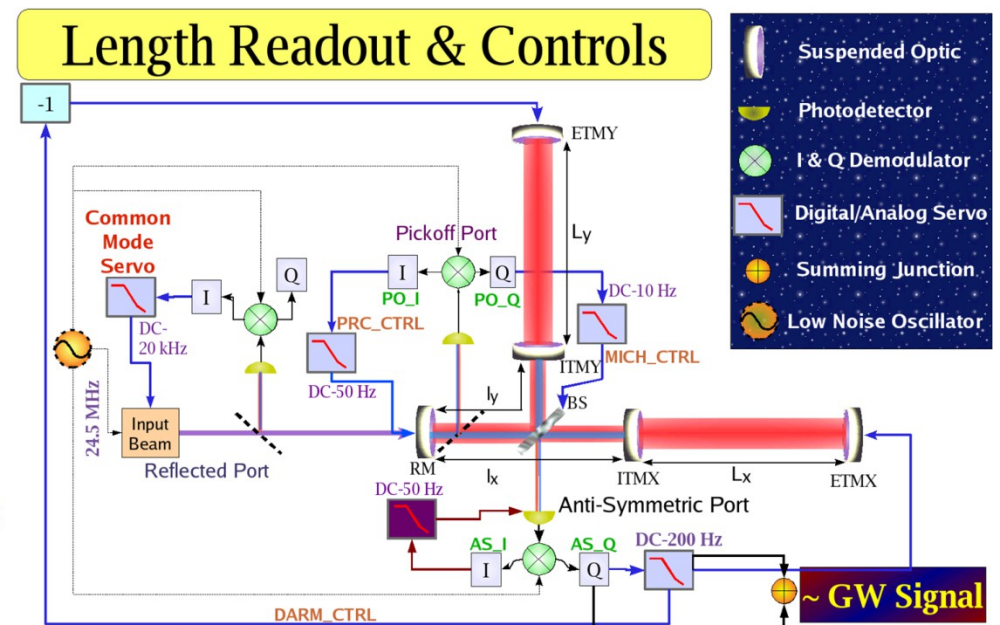 Length Readout & Controls
Suspended Optic
Photodetector
I & Q Demodulator
Digital/Analog Servo
Summing Junction
Low Noise Oscillator
-1
ETMY
Common
Mode
Servo
Pickoff Port
Ly
I
Q
I
Q
PO_I
PO_Q
DC-10 Hz
DC-
20 kHz
PRC_CTRL
MICH_CTRL
ITMY
DC-50 Hz
ly
BS
24.5 MHz
Input
Beam
Reflected Port
RM
lx
ITMX
Lx
ETMX
DC-50 Hz
Anti-Symmetric Port
AS_I
AS_Q
DC-200 Hz
I
Q
~ GW Signal
DARM_CTRL